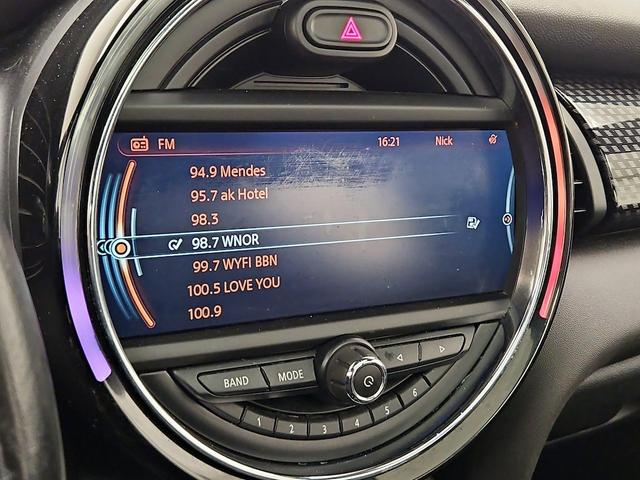 FM 16:21 Nick
94.9 Mendes
95.7 ak Hotel
98.3
98.7 WNOR
99.7 WYFI BBN
100.5 LOVE YOU
100.9
BAND MODE
1 2 3 4 5 6